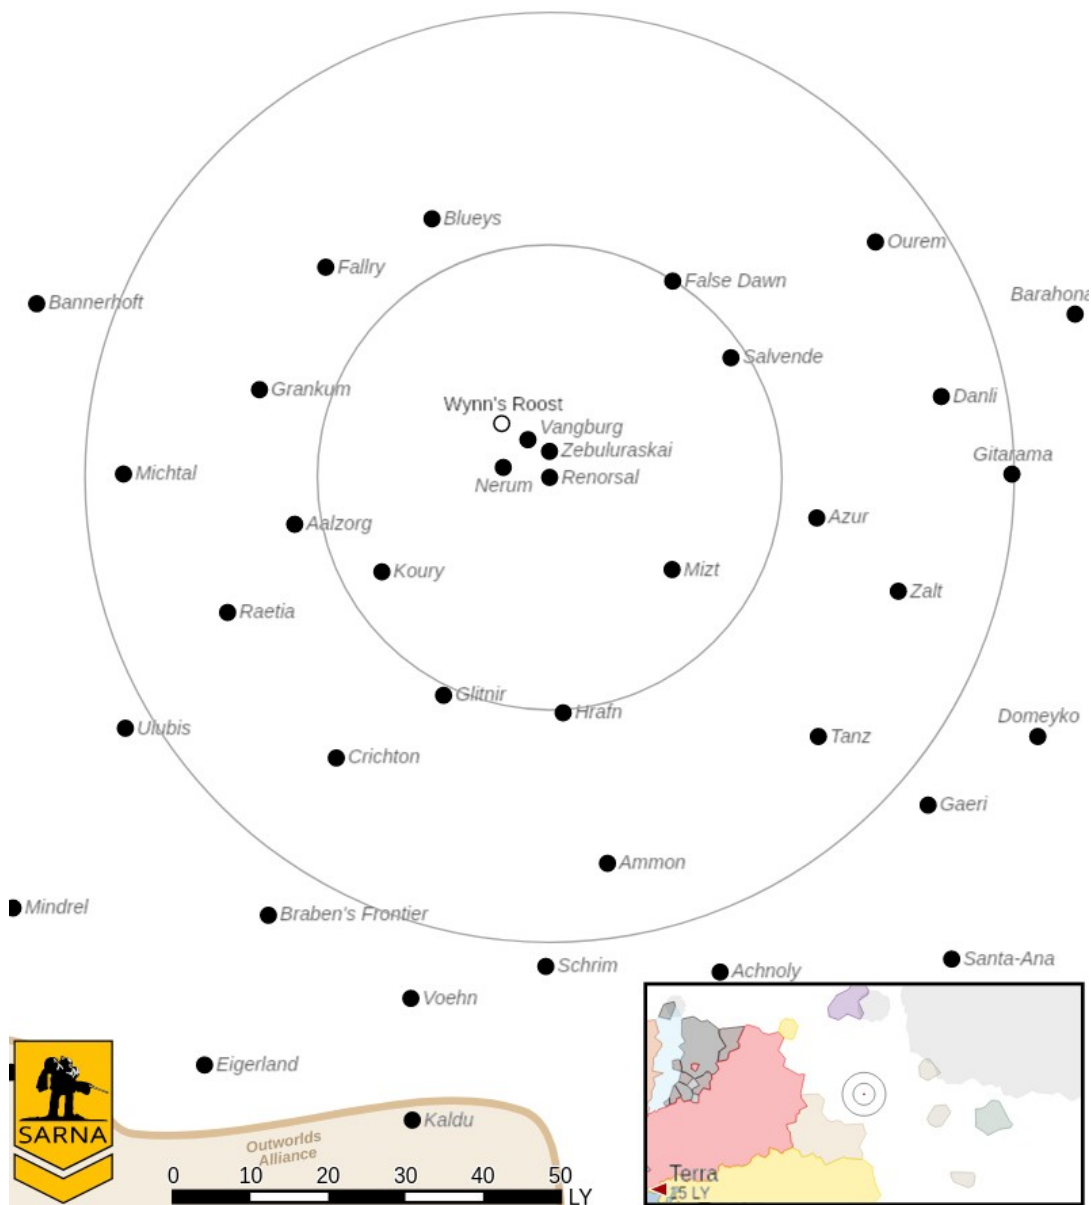 Blueys
Ourem
Fallry
False Dawn
Bannerhoft
Barahona
Salvende
Grankum
Danli
Wynn's Roost
Vangburg
Zebuluraskai
Gitarama
Michtal
Renorsal
Nerum
Aalzorg
Azur
Koury
Mizt
Zalt
Raetia
Glitnir
Hrafn
Domeyko
Ulubis
Tanz
Crichton
Gaeri
Ammon
Mindrel
Braben's Frontier
Schrim
Santa-Ana
Achnoly
Voehn
Eigerland
Kaldu
SARNA
Outworlds
Alliance
0 10 20 30 40 50
LY
Terra
LY